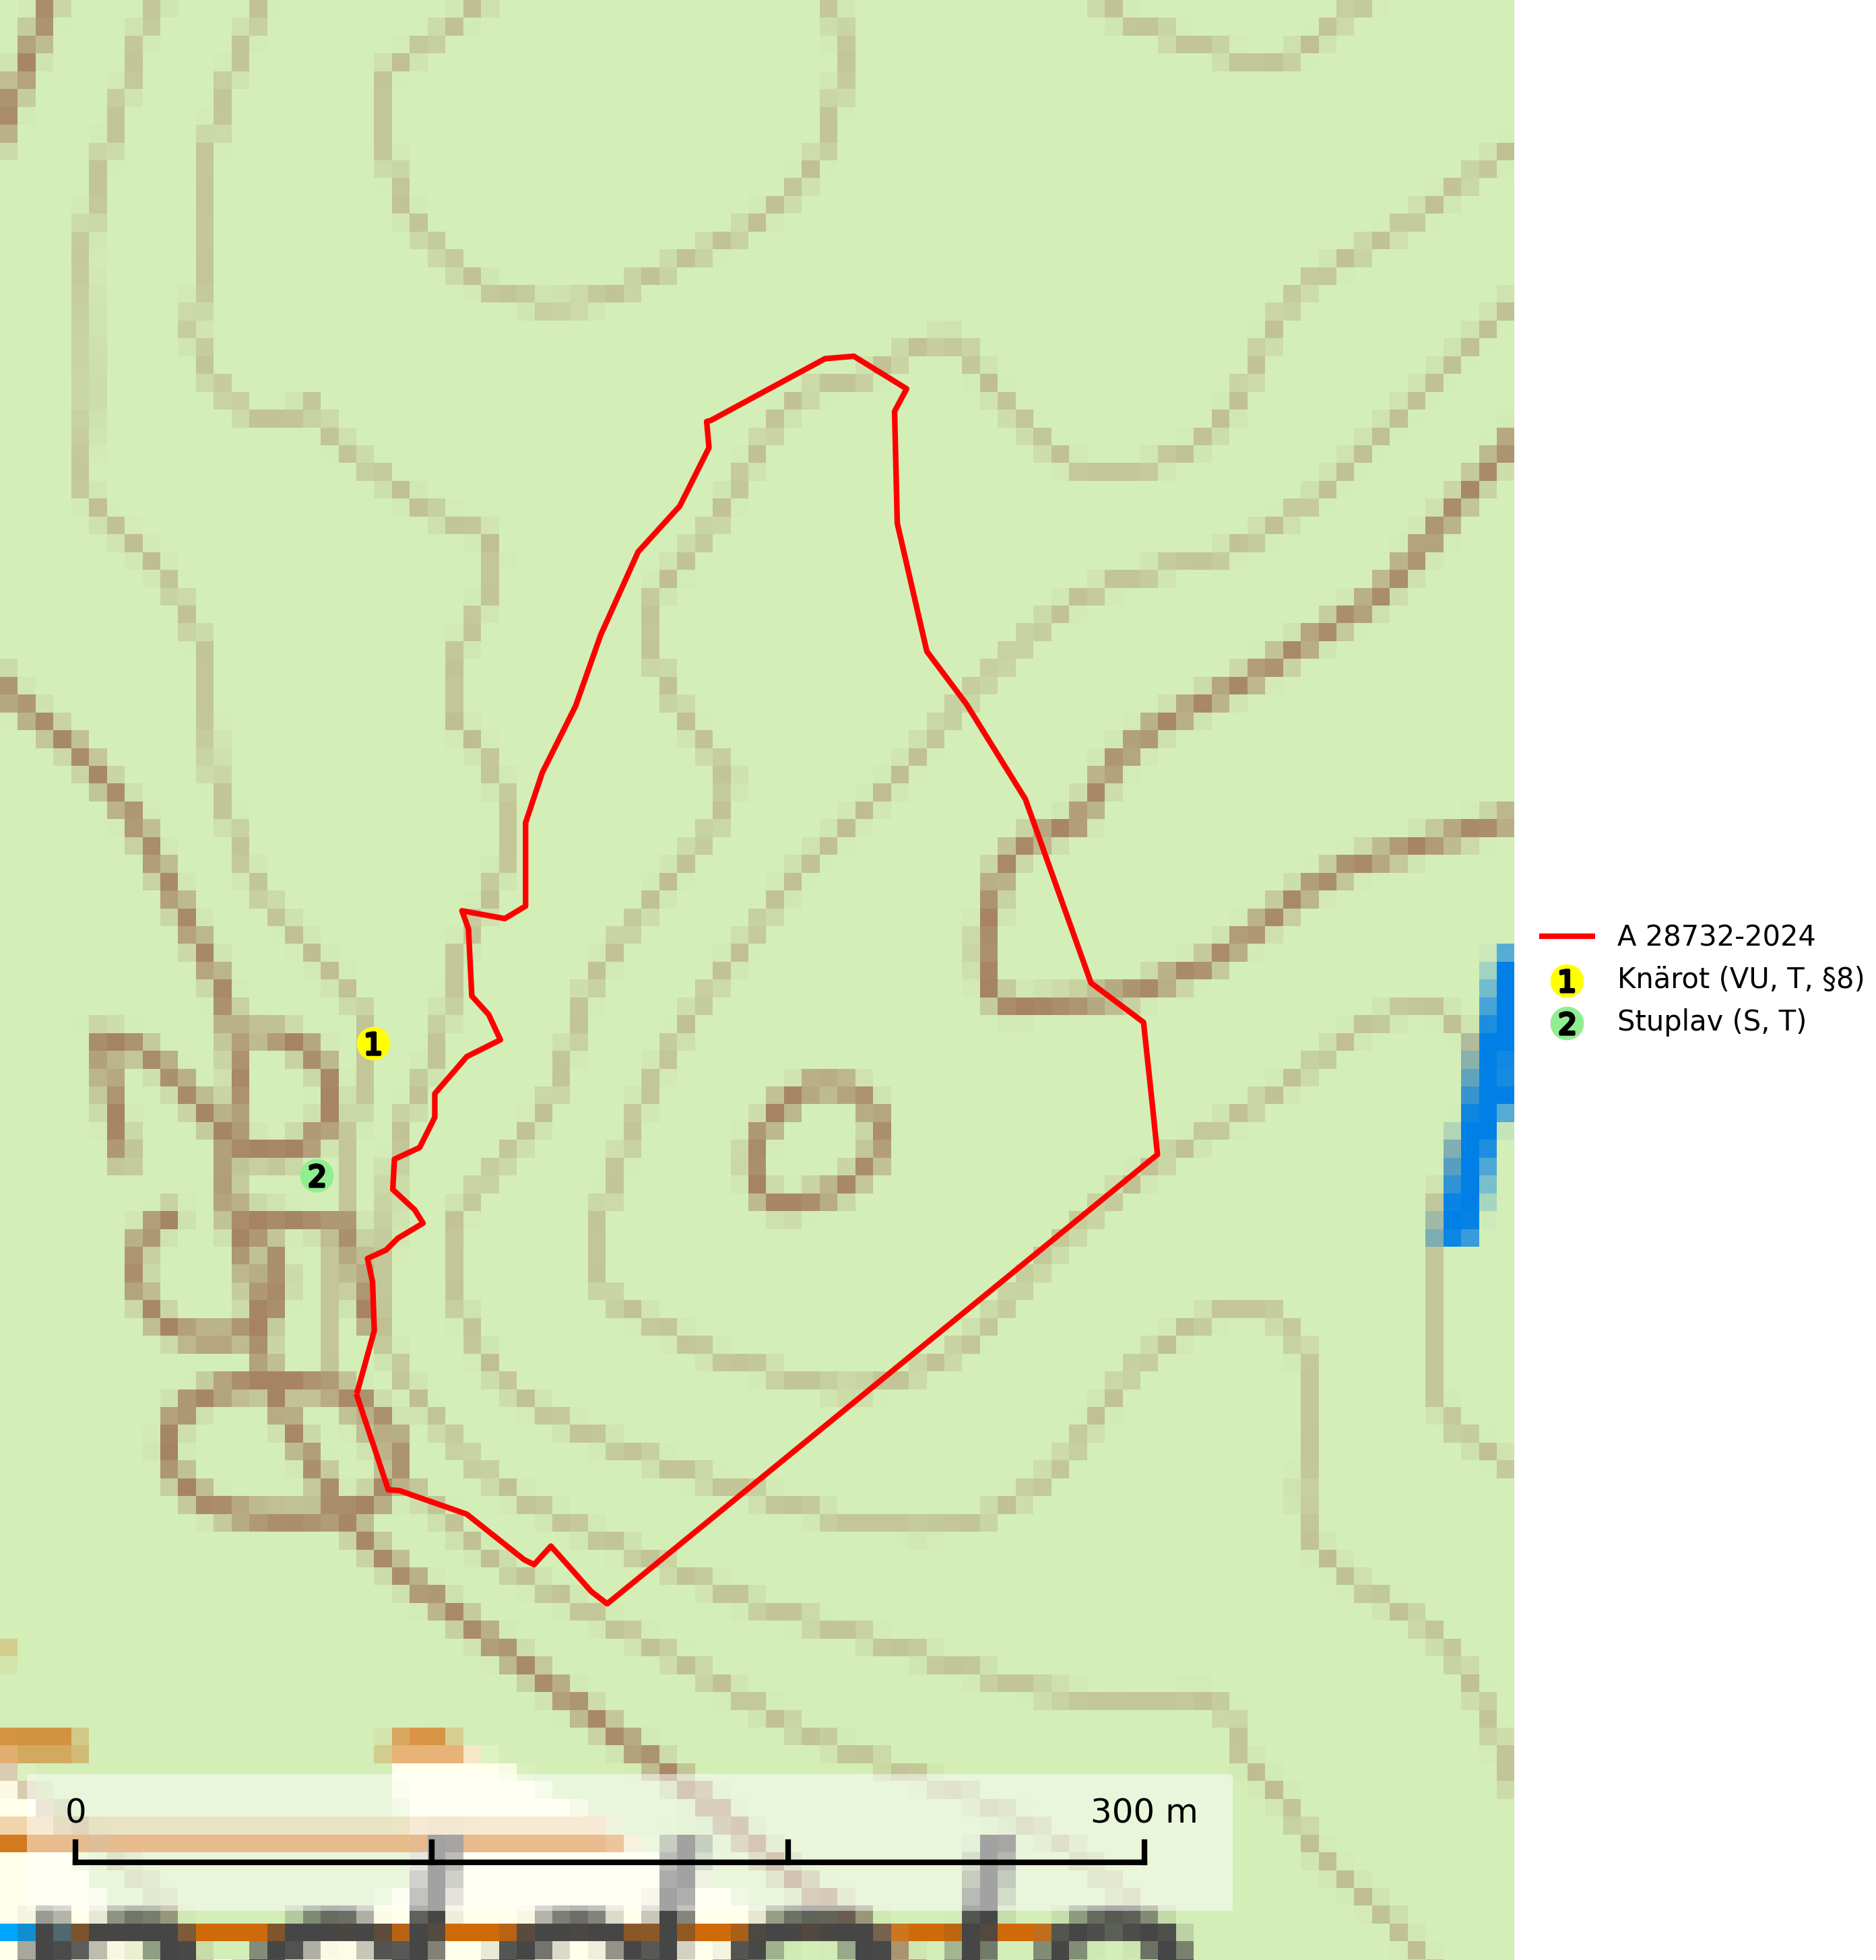 A 28732-2024
1 Knärot (VU, T, §8)
2 Stuplav (S, T)
1
2
0 300 m